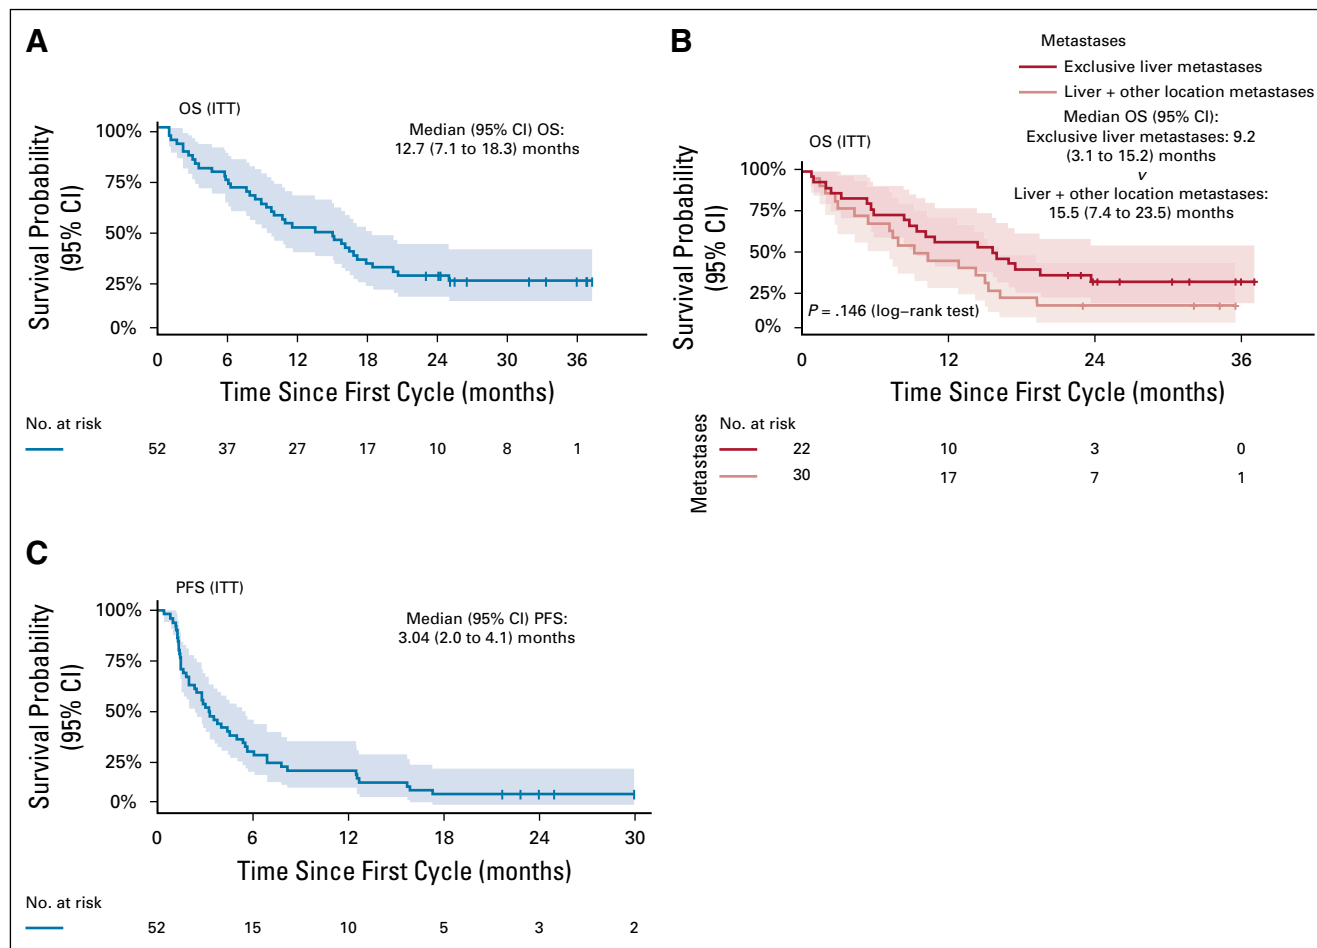 A
OS (ITT)
Median (95% CI) OS:
12.7 (7.1 to 18.3) months
Survival Probability
(95% CI)
100%
75%
50%
25%
0%
0 6 12 18 24 30 36
Time Since First Cycle (months)
No. at risk
52 37 27 17 10 8 1
B
Metastases
Exclusive liver metastases
Liver + other location metastases
OS (ITT)
Median OS (95% CI):
Exclusive liver metastases: 9.2
(3.1 to 15.2) months
v
Liver + other location metastases:
15.5 (7.4 to 23.5) months
Survival Probability
(95% CI)
100%
75%
50%
25%
0%
P = .146 (log–rank test)
0 12 24 36
Time Since First Cycle (months)
Metastases
No. at risk
22 10 3 0
30 17 7 1
C
PFS (ITT)
Median (95% CI) PFS:
3.04 (2.0 to 4.1) months
Survival Probability
(95% CI)
100%
75%
50%
25%
0%
0 6 12 18 24 30
Time Since First Cycle (months)
No. at risk
52 15 10 5 3 2